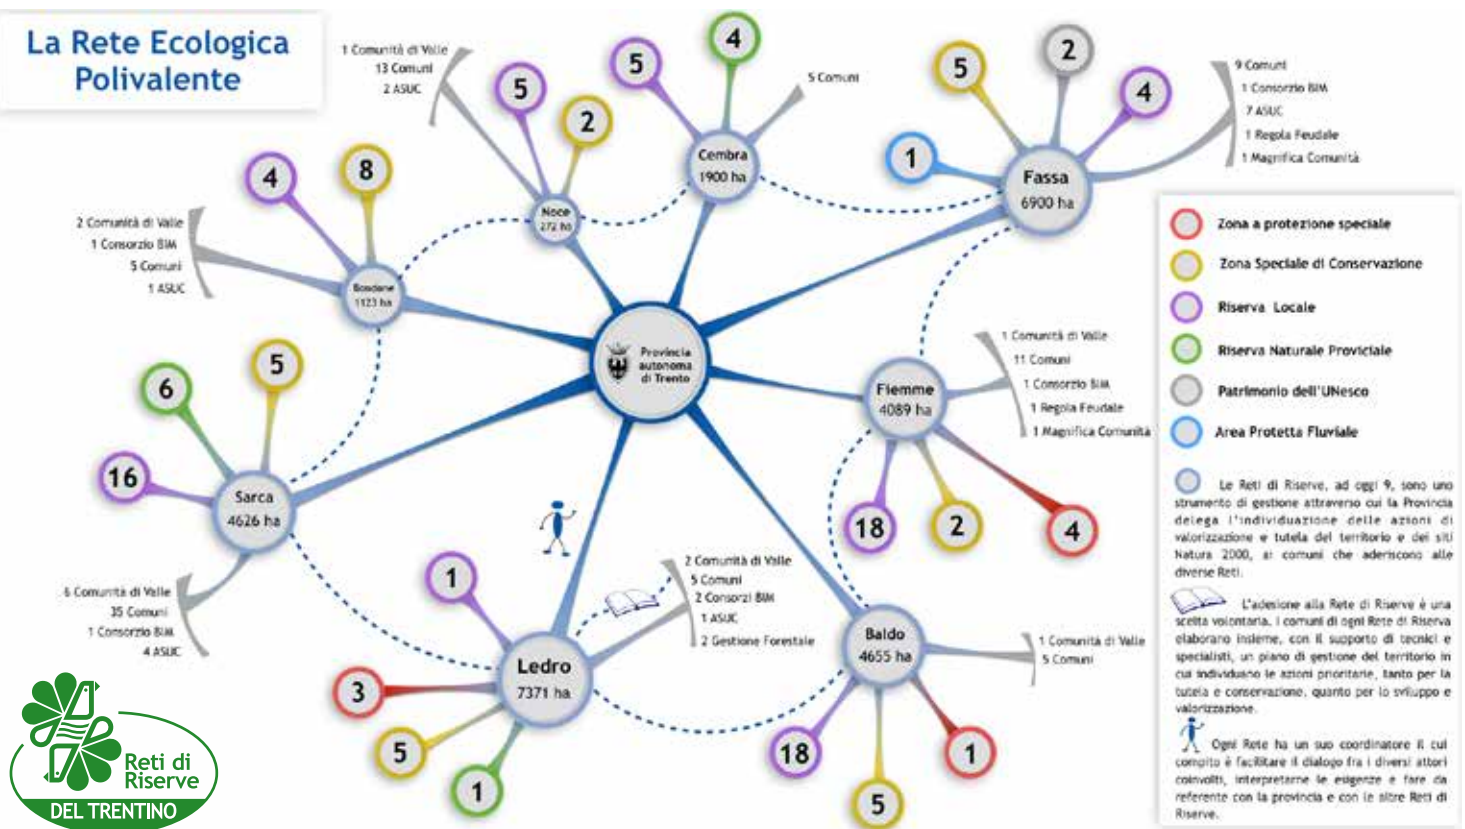 La Rete Ecologica
Polivalente
1 Comunità di Valle
13 Comuni
2 ASUC
5
2
Noce
272 ha
5
4
5 Comuni
Cembra
1900 ha
5
2
4
1
9 Comuni
1 Consorzio BIM
7 ASUC
1 Regola Feudale
1 Magnifica Comunità
Fassa
6900 ha
4
8
2 Comunità di Valle
1 Consorzio BIM
5 Comuni
1 ASUC
Bondone
1123 ha
Provincia
autonoma
di Trento
1 Comunità di Valle
11 Comuni
1 Consorzio BIM
1 Regola Feudale
1 Magnifica Comunità
Fiemme
4089 ha
18
2
4
6
5
16
Sarca
4626 ha
6 Comunità di Valle
35 Comuni
1 Consorzio BIM
4 ASUC
1
2 Comunità di Valle
5 Comuni
2 Consorzi BIM
1 ASUC
2 Gestione Forestale
Ledro
7371 ha
3
5
1
Baldo
4655 ha
1 Comunità di Valle
5 Comuni
18
5
1
Zona a protezione speciale
Zona Speciale di Conservazione
Riserva Locale
Riserva Naturale Proviciale
Patrimonio dell'UNesco
Area Protetta Fluviale
Le Reti di Riserve, ad oggi 9, sono uno
strumento di gestione attraverso cui la Provincia
delega l'individuazione delle azioni di
valorizzazione e tutela del territorio e dei siti
Natura 2000, ai comuni che aderiscono alle
diverse Reti.
L'adesione alla Rete di Riserve è una
scelta volontaria. I comuni di ogni Rete di Riserva
elaborano insieme, con il supporto di tecnici e
specialisti, un piano di gestione del territorio in
cui individuano le azioni prioritarie, tanto per la
tutela e conservazione, quanto per lo sviluppo e
valorizzazione.
Ogni Rete ha un suo coordinatore il cui
compito è facilitare il dialogo fra i diversi attori
coinvolti, interpretarne le esigenze e fare da
referente con la provincia e con le altre Reti di
Riserve.
Reti di
Riserve
DEL TRENTINO